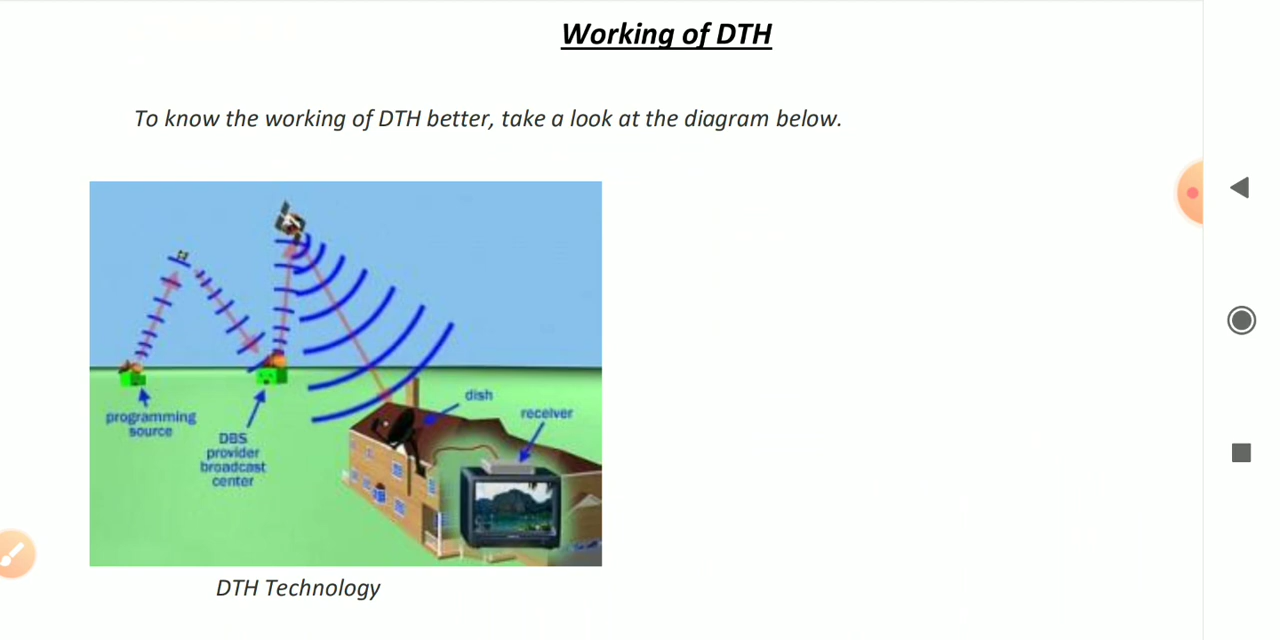 Working of DTH
To know the working of DTH better, take a look at the diagram below.
programming
source
DBS
provider
broadcast
center
dish
receiver
DTH Technology